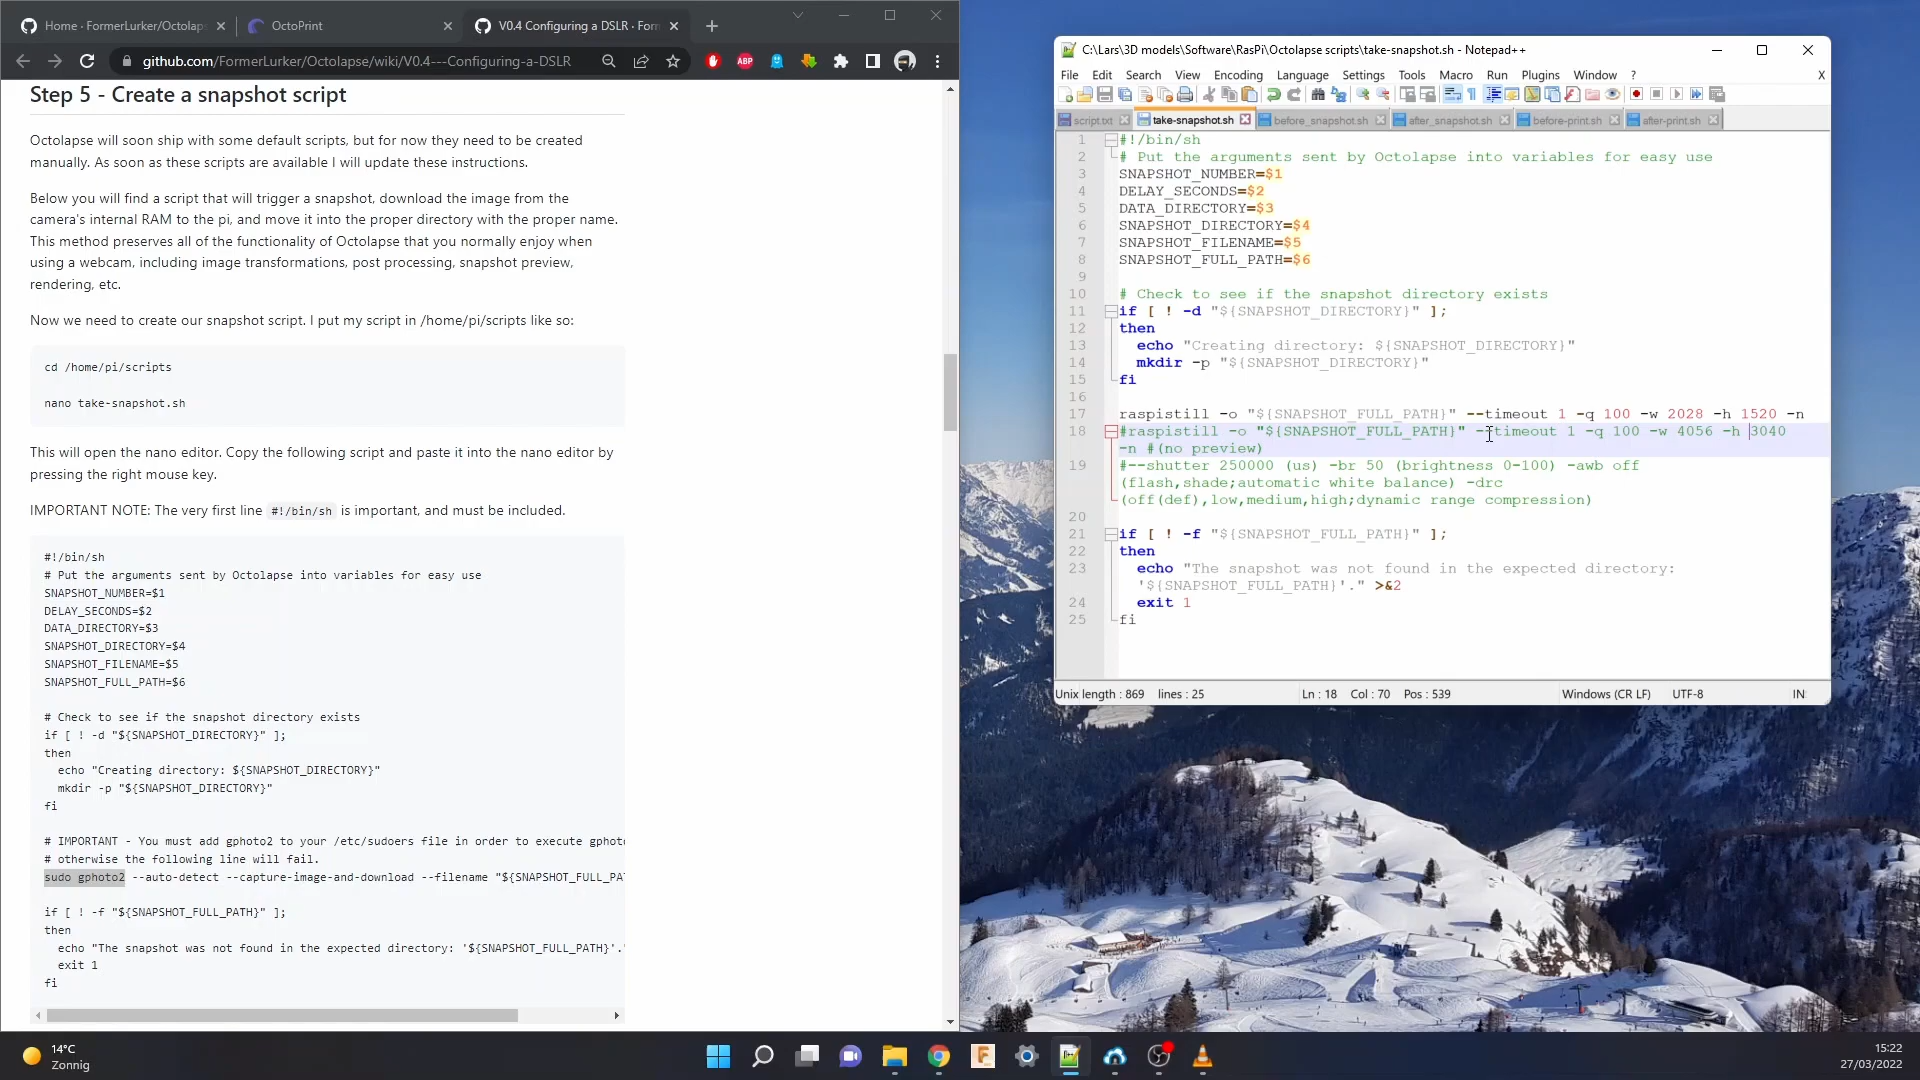 Home · FormerLurker/Octolaps
OctoPrint
V0.4 Configuring a DSLR · Form
github.com/FormerLurker/Octolapse/wiki/V0.4---Configuring-a-DSLR
ABP
Step 5 - Create a snapshot script
Octolapse will soon ship with some default scripts, but for now they need to be created
manually. As soon as these scripts are available I will update these instructions.
Below you will find a script that will trigger a snapshot, download the image from the
camera's internal RAM to the pi, and move it into the proper directory with the proper name.
This method preserves all of the functionality of Octolapse that you normally enjoy when
using a webcam, including image transformations, post processing, snapshot preview,
rendering, etc.
Now we need to create our snapshot script. I put my script in /home/pi/scripts like so:
cd /home/pi/scripts
nano take-snapshot.sh
This will open the nano editor. Copy the following script and paste it into the nano editor by
pressing the right mouse key.
IMPORTANT NOTE: The very first line #!/bin/sh is important, and must be included.
#!/bin/sh
# Put the arguments sent by Octolapse into variables for easy use
SNAPSHOT_NUMBER=$1
DELAY_SECONDS=$2
DATA_DIRECTORY=$3
SNAPSHOT_DIRECTORY=$4
SNAPSHOT_FILENAME=$5
SNAPSHOT_FULL_PATH=$6
# Check to see if the snapshot directory exists
if [ ! -d "${SNAPSHOT_DIRECTORY}" ];
then
echo "Creating directory: ${SNAPSHOT_DIRECTORY}"
mkdir -p "${SNAPSHOT_DIRECTORY}"
fi
# IMPORTANT - You must add gphoto2 to your /etc/sudoers file in order to execute gphoto
# otherwise the following line will fail.
sudo gphoto2 --auto-detect --capture-image-and-download --filename "${SNAPSHOT_FULL_PAT
if [ ! -f "${SNAPSHOT_FULL_PATH}" ];
then
echo "The snapshot was not found in the expected directory: '${SNAPSHOT_FULL_PATH}'."
exit 1
fi
C:\Lars\3D models\Software\RasPi\Octolapse scripts\take-snapshot.sh - Notepad++
File Edit Search View Encoding Language Settings Tools Macro Run Plugins Window ? X
script.txt take-snapshot.sh before_snapshot.sh after_snapshot.sh before-print.sh after-print.sh
1 #!/bin/sh
2 # Put the arguments sent by Octolapse into variables for easy use
3 SNAPSHOT_NUMBER=$1
4 DELAY_SECONDS=$2
5 DATA_DIRECTORY=$3
6 SNAPSHOT_DIRECTORY=$4
7 SNAPSHOT_FILENAME=$5
8 SNAPSHOT_FULL_PATH=$6
9
10 # Check to see if the snapshot directory exists
11 if [ ! -d "${SNAPSHOT_DIRECTORY}" ];
12 then
13 echo "Creating directory: ${SNAPSHOT_DIRECTORY}"
14 mkdir -p "${SNAPSHOT_DIRECTORY}"
15 fi
16
17 raspistill -o "${SNAPSHOT_FULL_PATH}" --timeout 1 -q 100 -w 2028 -h 1520 -n
18 #raspistill -o "${SNAPSHOT_FULL_PATH}" --timeout 1 -q 100 -w 4056 -h 3040
-n #(no preview)
19 #--shutter 250000 (us) -br 50 (brightness 0-100) -awb off
(flash,shade;automatic white balance) -drc
(off(def),low,medium,high;dynamic range compression)
20
21 if [ ! -f "${SNAPSHOT_FULL_PATH}" ];
22 then
23 echo "The snapshot was not found in the expected directory:
'${SNAPSHOT_FULL_PATH}'." >&2
24 exit 1
25 fi
Unix length : 869 lines : 25 Ln : 18 Col : 70 Pos : 539 Windows (CR LF) UTF-8 IN
14°C
Zonnig
15:22
27/03/2022